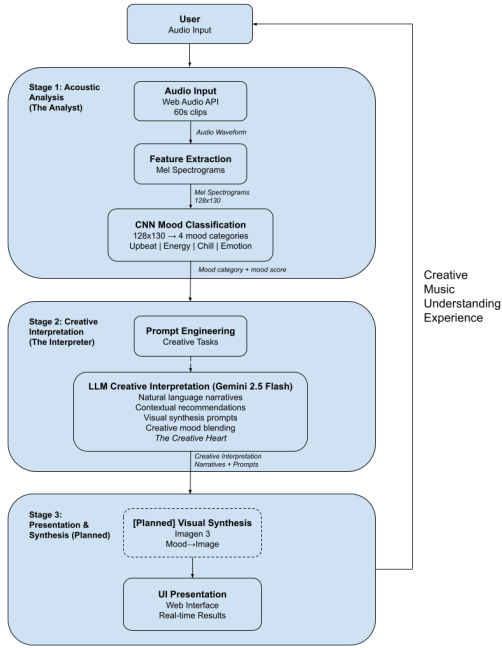 User
Audio Input
Stage 1: Acoustic
Analysis
(The Analyst)
Audio Input
Web Audio API
60s clips
Audio Waveform
Feature Extraction
Mel Spectrograms
Mel Spectrograms
128x130
CNN Mood Classification
128x130 → 4 mood categories
Upbeat | Energy | Chill | Emotion
Mood category + mood score
Creative
Music
Understanding
Experience
Stage 2: Creative
Interpretation
(The Interpreter)
Prompt Engineering
Creative Tasks
LLM Creative Interpretation (Gemini 2.5 Flash)
Natural language narratives
Contextual recommendations
Visual synthesis prompts
Creative mood blending
The Creative Heart
Creative Interpretation
Narratives + Prompts
Stage 3:
Presentation &
Synthesis (Planned)
[Planned] Visual Synthesis
Imagen 3
Mood→Image
UI Presentation
Web Interface
Real-time Results